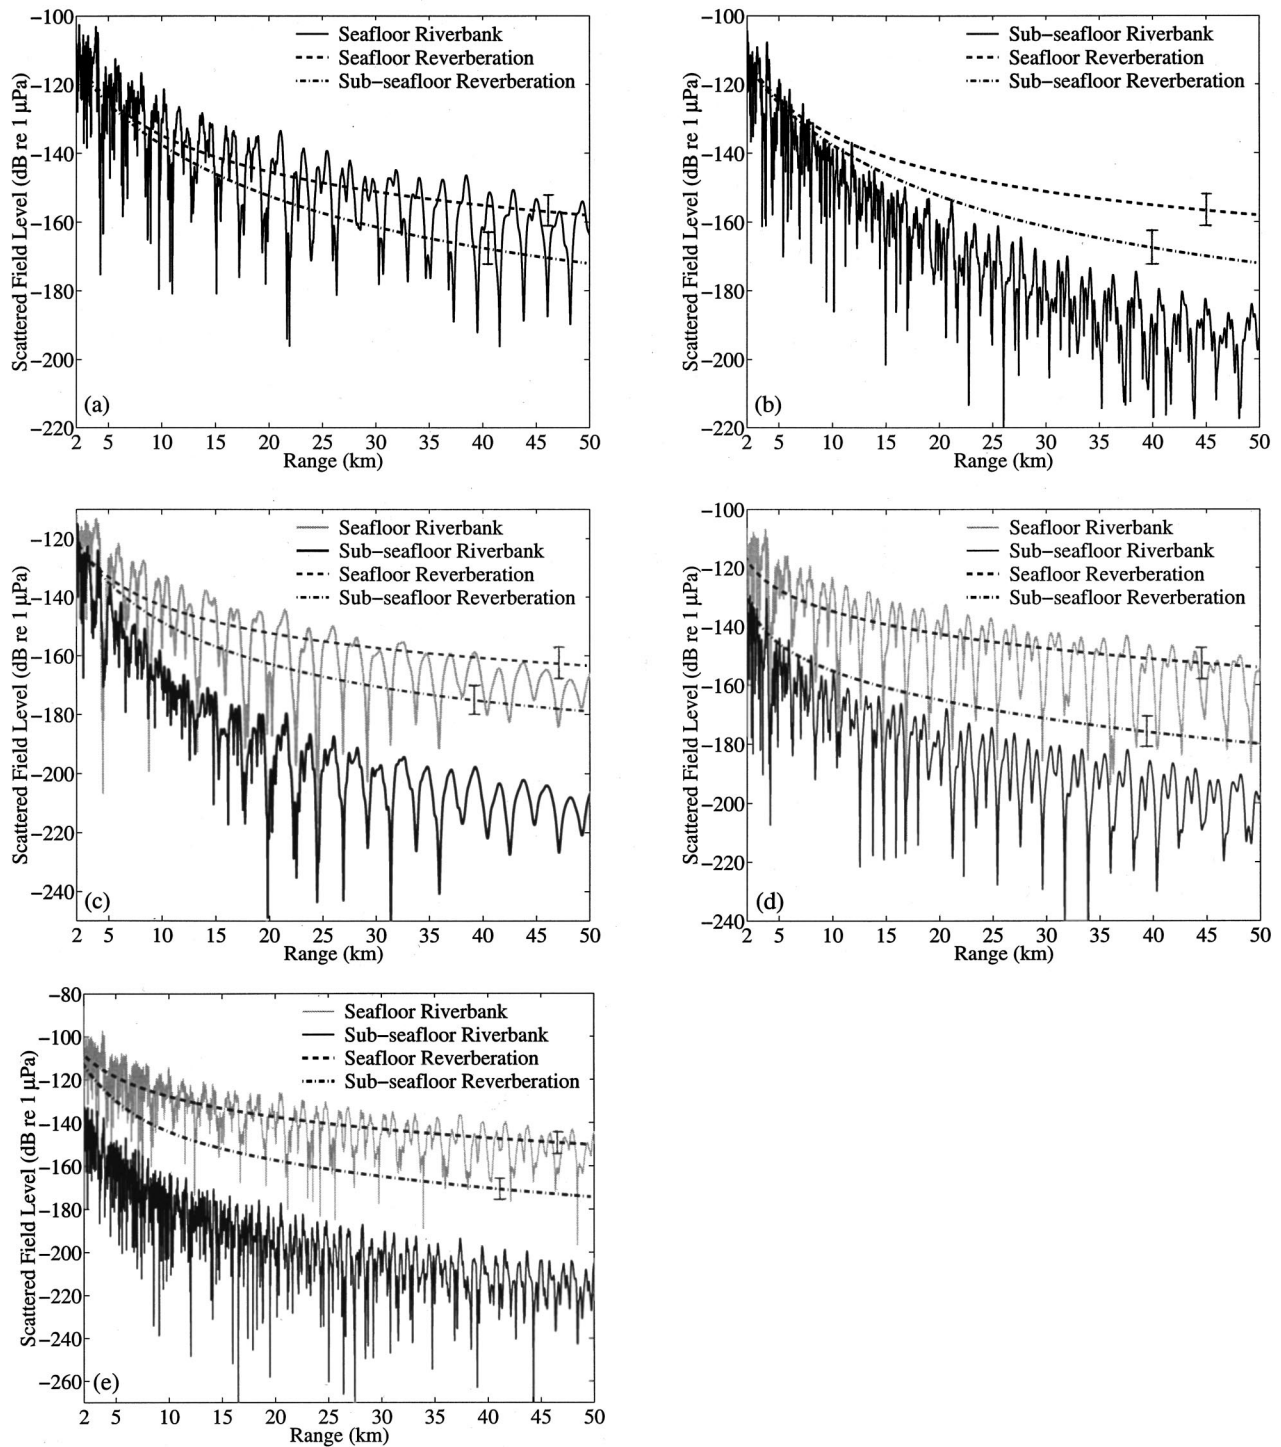 −100
−120
−140
−160
−180
−200
−220
Scattered Field Level (dB re 1 μPa)
Seafloor Riverbank
Seafloor Reverberation
Sub−seafloor Reverberation
(a)
2 5 10 15 20 25 30 35 40 45 50
Range (km)
−100
−120
−140
−160
−180
−200
−220
Scattered Field Level (dB re 1 μPa)
Sub−seafloor Riverbank
Seafloor Reverberation
Sub−seafloor Reverberation
(b)
2 5 10 15 20 25 30 35 40 45 50
Range (km)
−120
−140
−160
−180
−200
−220
−240
Scattered Field Level (dB re 1 μPa)
Seafloor Riverbank
Sub−seafloor Riverbank
Seafloor Reverberation
Sub−seafloor Reverberation
(c)
2 5 10 15 20 25 30 35 40 45 50
Range (km)
−100
−120
−140
−160
−180
−200
−220
−240
Scattered Field Level (dB re 1 μPa)
Seafloor Riverbank
Sub−seafloor Riverbank
Seafloor Reverberation
Sub−seafloor Reverberation
(d)
2 5 10 15 20 25 30 35 40 45 50
Range (km)
−80
−100
−120
−140
−160
−180
−200
−220
−240
−260
Scattered Field Level (dB re 1 μPa)
Seafloor Riverbank
Sub−seafloor Riverbank
Seafloor Reverberation
Sub−seafloor Reverberation
(e)
2 5 10 15 20 25 30 35 40 45 50
Range (km)